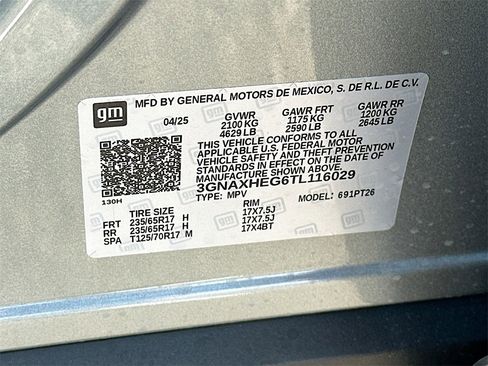 MFD BY GENERAL MOTORS DE MEXICO, S. DE R.L. DE C.V.
gm
04/25 GVWR GAWR FRT GAWR RR
2100 KG 1175 KG 1200 KG
4629 LB 2590 LB 2645 LB
THIS VEHICLE CONFORMS TO ALL APPLICABLE
U.S. FEDERAL MOTOR VEHICLE SAFETY
VEHICLE SAFETY AND THEFT PREVENTION
STANDARDS IN EFFECT ON THE DATE OF
MANUFACTURE SHOWN ABOVE.
3GNAXHEG6TL116029
TYPE: MPV MODEL: 691PT26
130H
TIRE SIZE RIM
FRT 235/65R17 H 17X7.5J
RR 235/65R17 H 17X7.5J
SPA T125/70R17 M 17X4BT